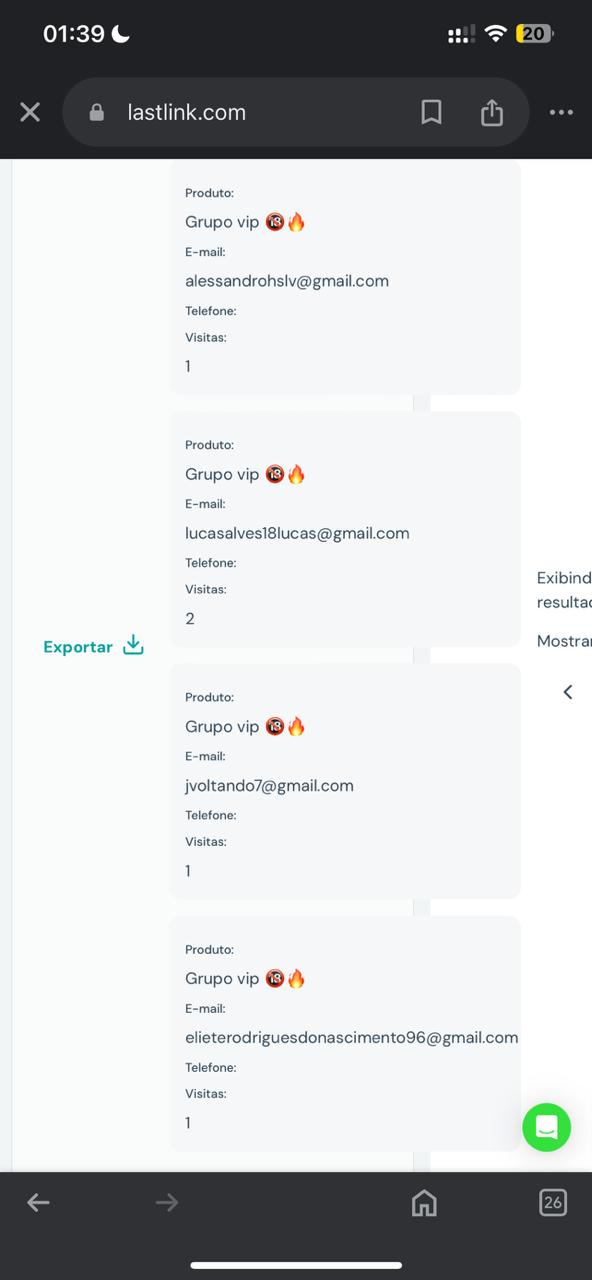 01:39
20
lastlink.com
Produto:
Grupo vip 🔞🔥
E-mail:
alessandrohslv@gmail.com
Telefone:
Visitas:
1
Produto:
Grupo vip 🔞🔥
E-mail:
lucasalves18lucas@gmail.com
Telefone:
Visitas:
2
Exibind
resultad
Mostrar
Exportar
Produto:
Grupo vip 🔞🔥
E-mail:
jvoltando7@gmail.com
Telefone:
Visitas:
1
Produto:
Grupo vip 🔞🔥
E-mail:
elieterodriguesdonascimento96@gmail.com
Telefone:
Visitas:
1
26